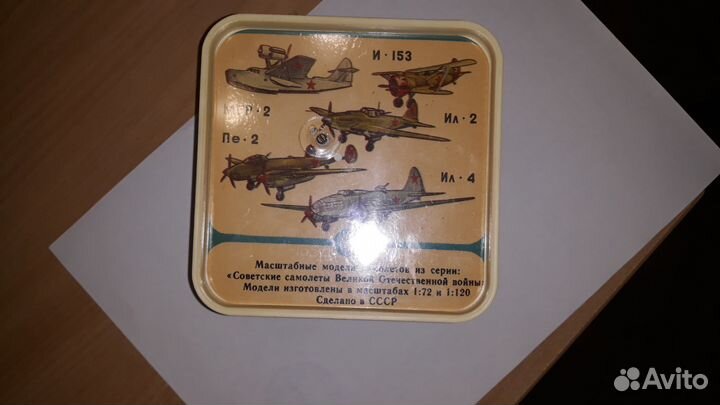 И-153
-2
Ил-2
Пе-2
Ил-4
Масштабные модели самолетов из серии:
«Советские самолеты Великой Отечественной войны
Модели изготовлены в масштабах 1:72 и 1:120
Сделано в СССР
Avito